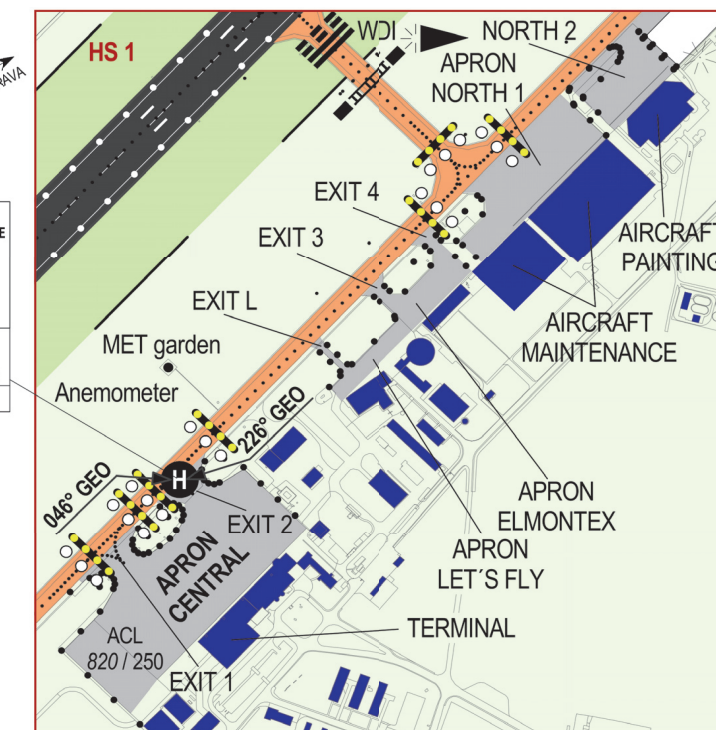 HS 1
WDI
NORTH 2
APRON
NORTH 1
EXIT 4
EXIT 3
EXIT L
AIRCRAFT
PAINTING
AIRCRAFT
MAINTENANCE
MET garden
Anemometer
226° GEO
046° GEO
H
EXIT 2
APRON
CENTRAL
APRON
ELMONTEX
APRON
LET´S FLY
TERMINAL
ACL
820 / 250
EXIT 1